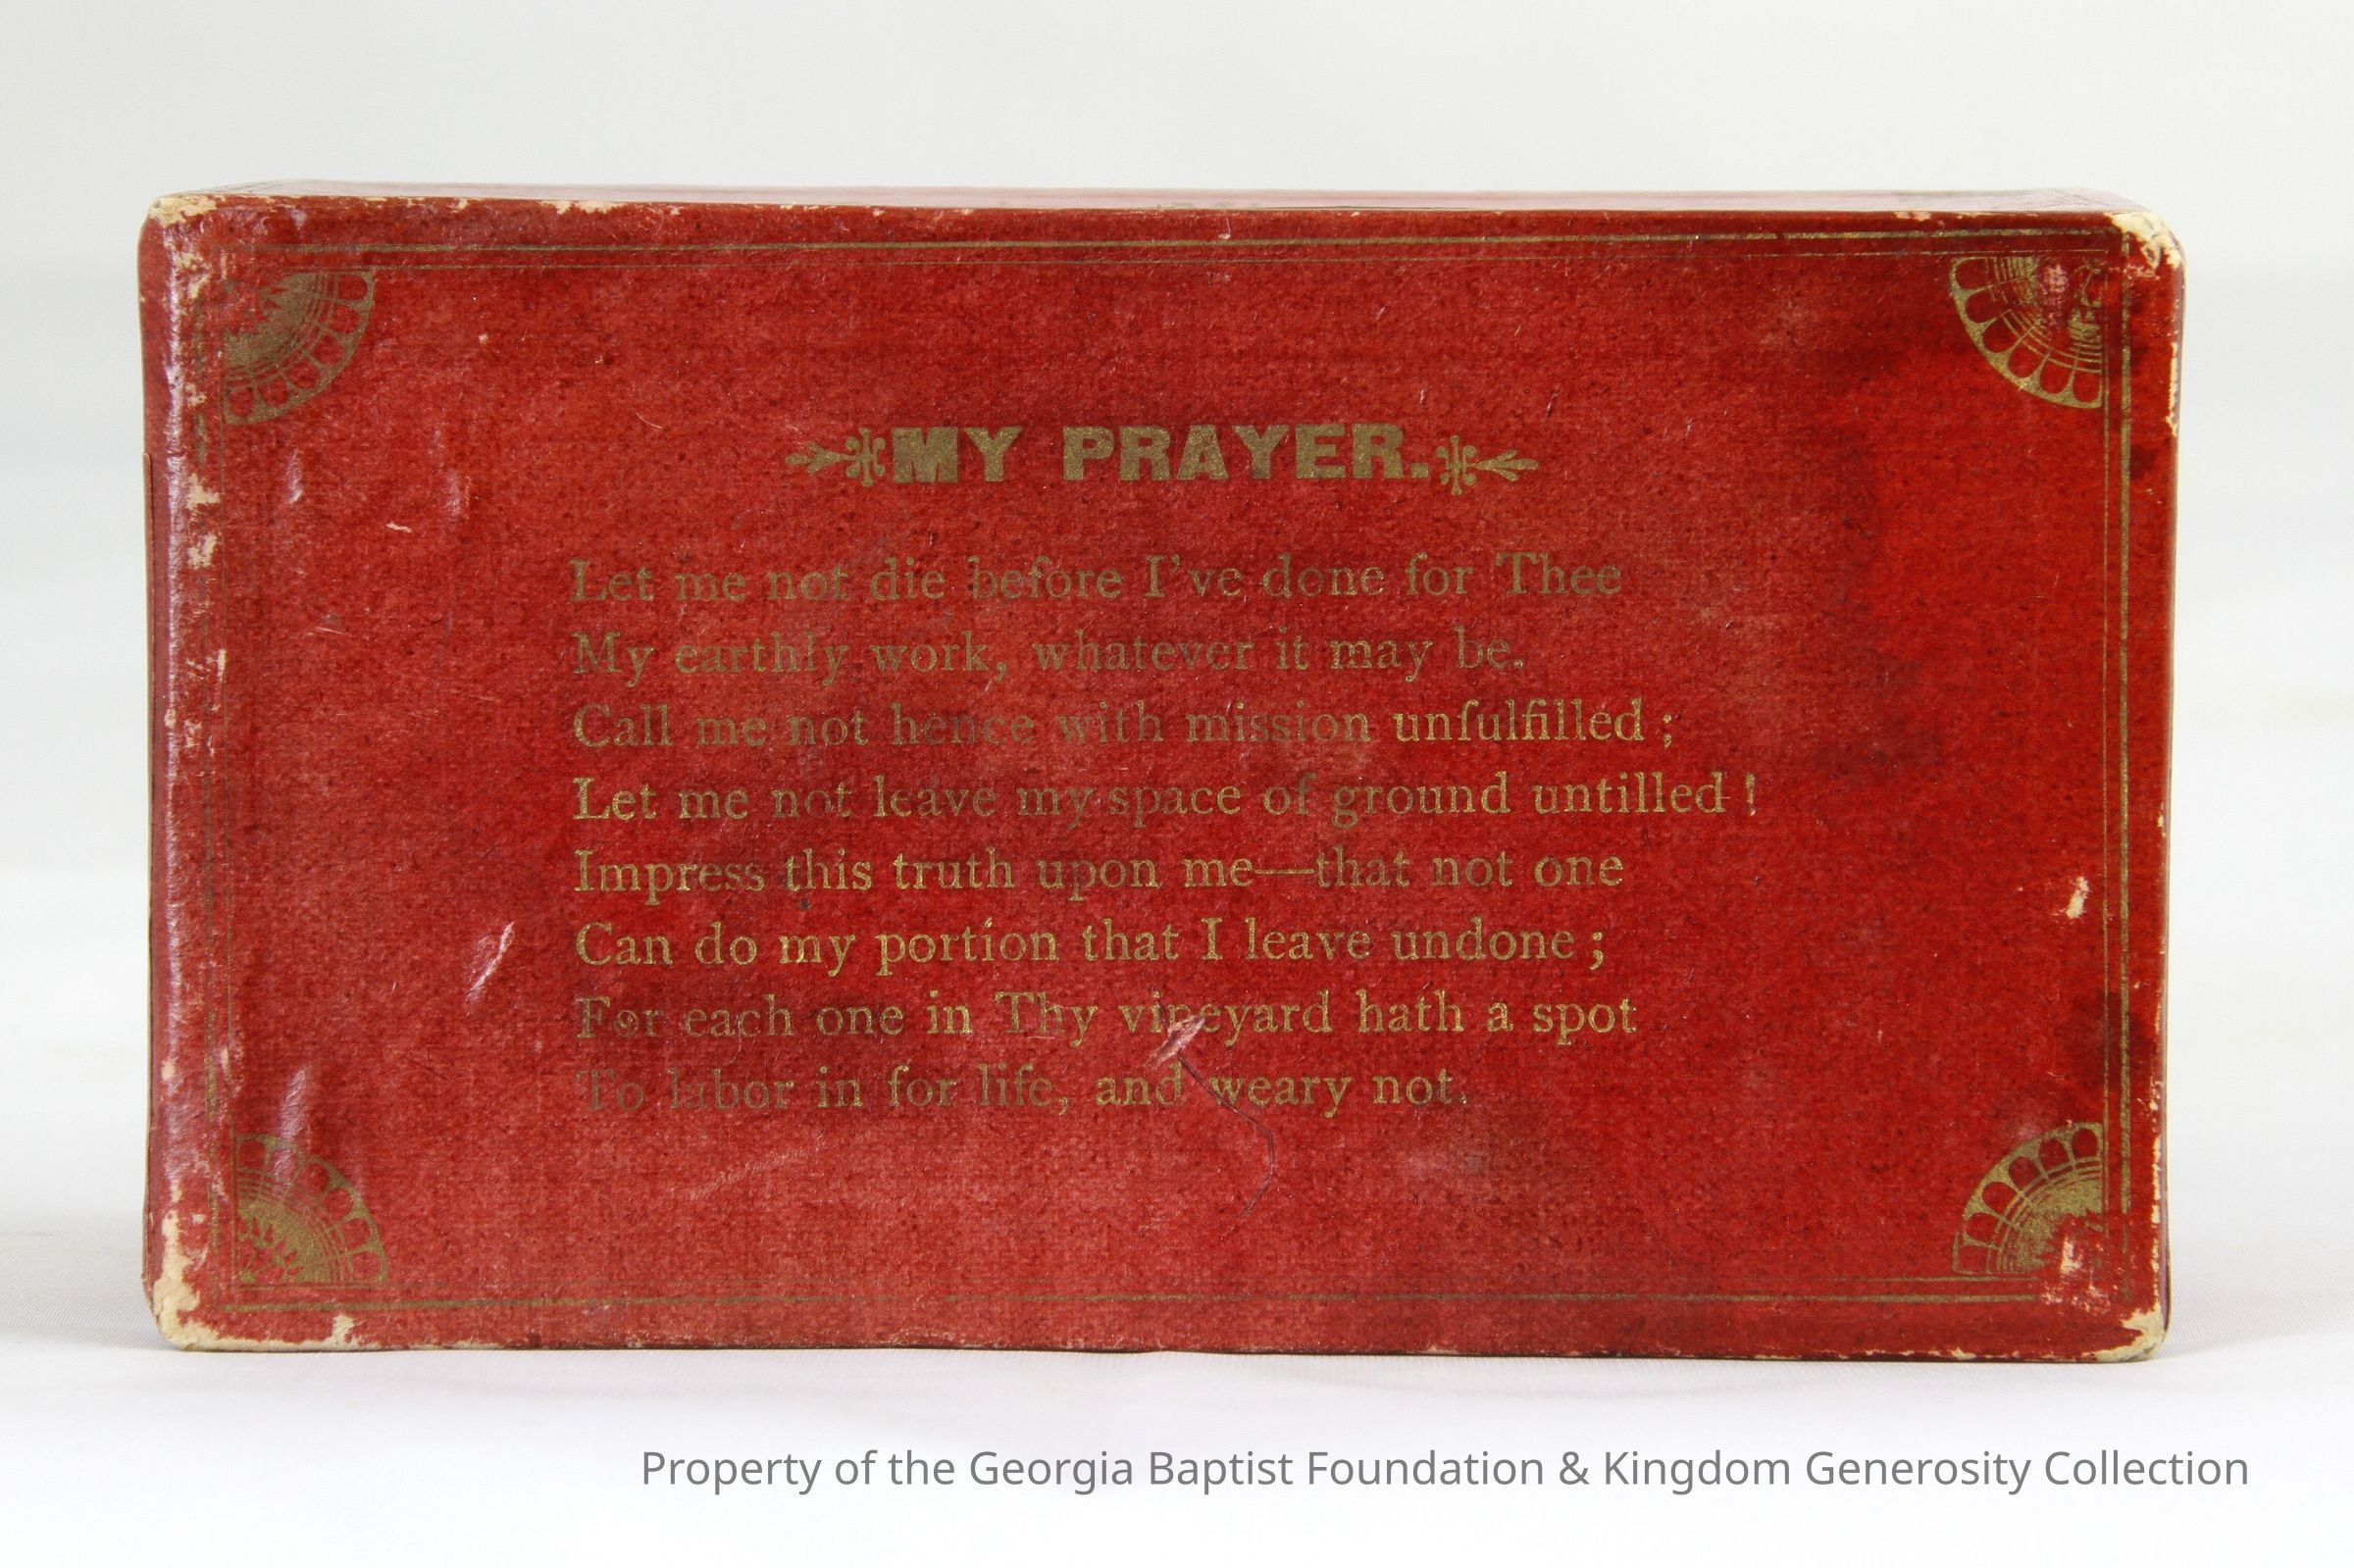 MY PRAYER.
Let me not die before I've done for Thee
My earthly work, whatever it may be.
Call me not hence with mission unfulfilled ;
Let me not leave my space of ground untilled !
Impress this truth upon me—that not one
Can do my portion that I leave undone ;
For each one in Thy vineyard hath a spot
To labor in for life, and weary not.
Property of the Georgia Baptist Foundation & Kingdom Generosity Collection